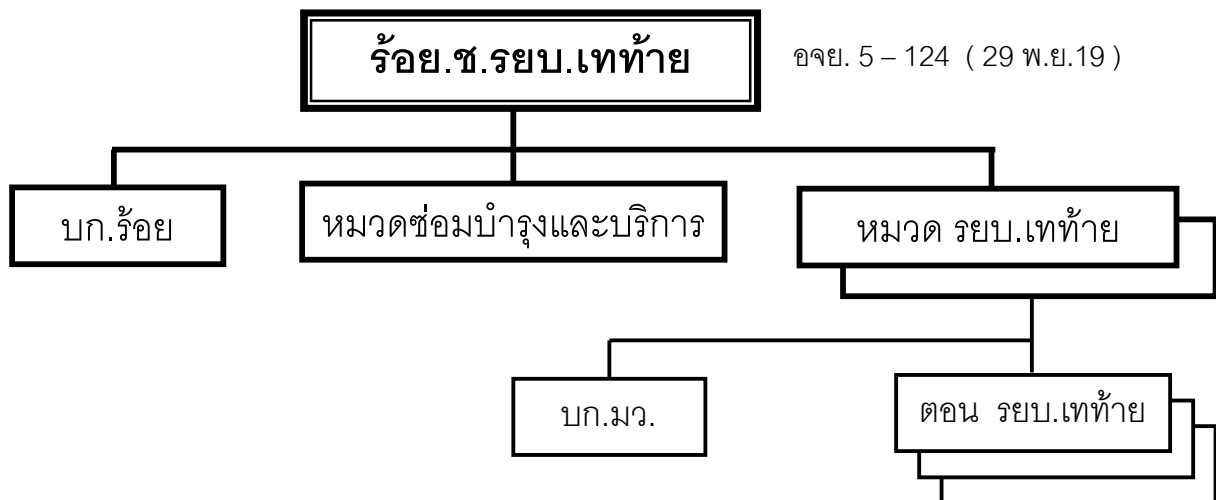 ร้อย.ช.รยบ.เทท้าย
อจย. 5 – 124 ( 29 พ.ย.19 )
บก.ร้อย
หมวดซ่อมบำรุงและบริการ
หมวด รยบ.เทท้าย
บก.มว.
ตอน รยบ.เทท้าย